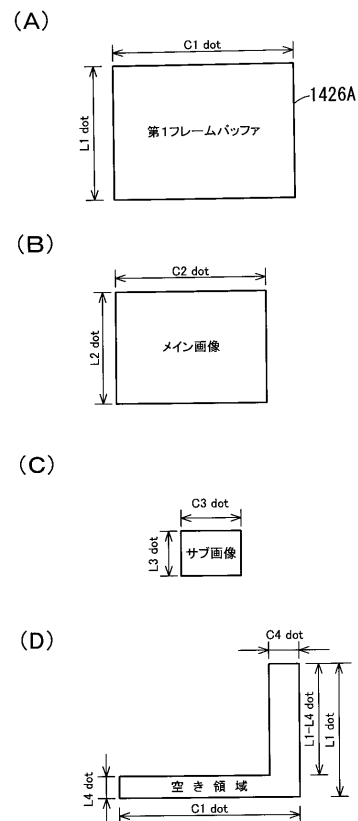 (A)
C1 dot
1426A
L1 dot
第1フレームバッファ
(B)
C2 dot
L2 dot
メイン画像
(C)
C3 dot
L3 dot
サブ画像
(D)
C4 dot
L1-L4 dot
L1 dot
L4 dot
空き領域
C1 dot